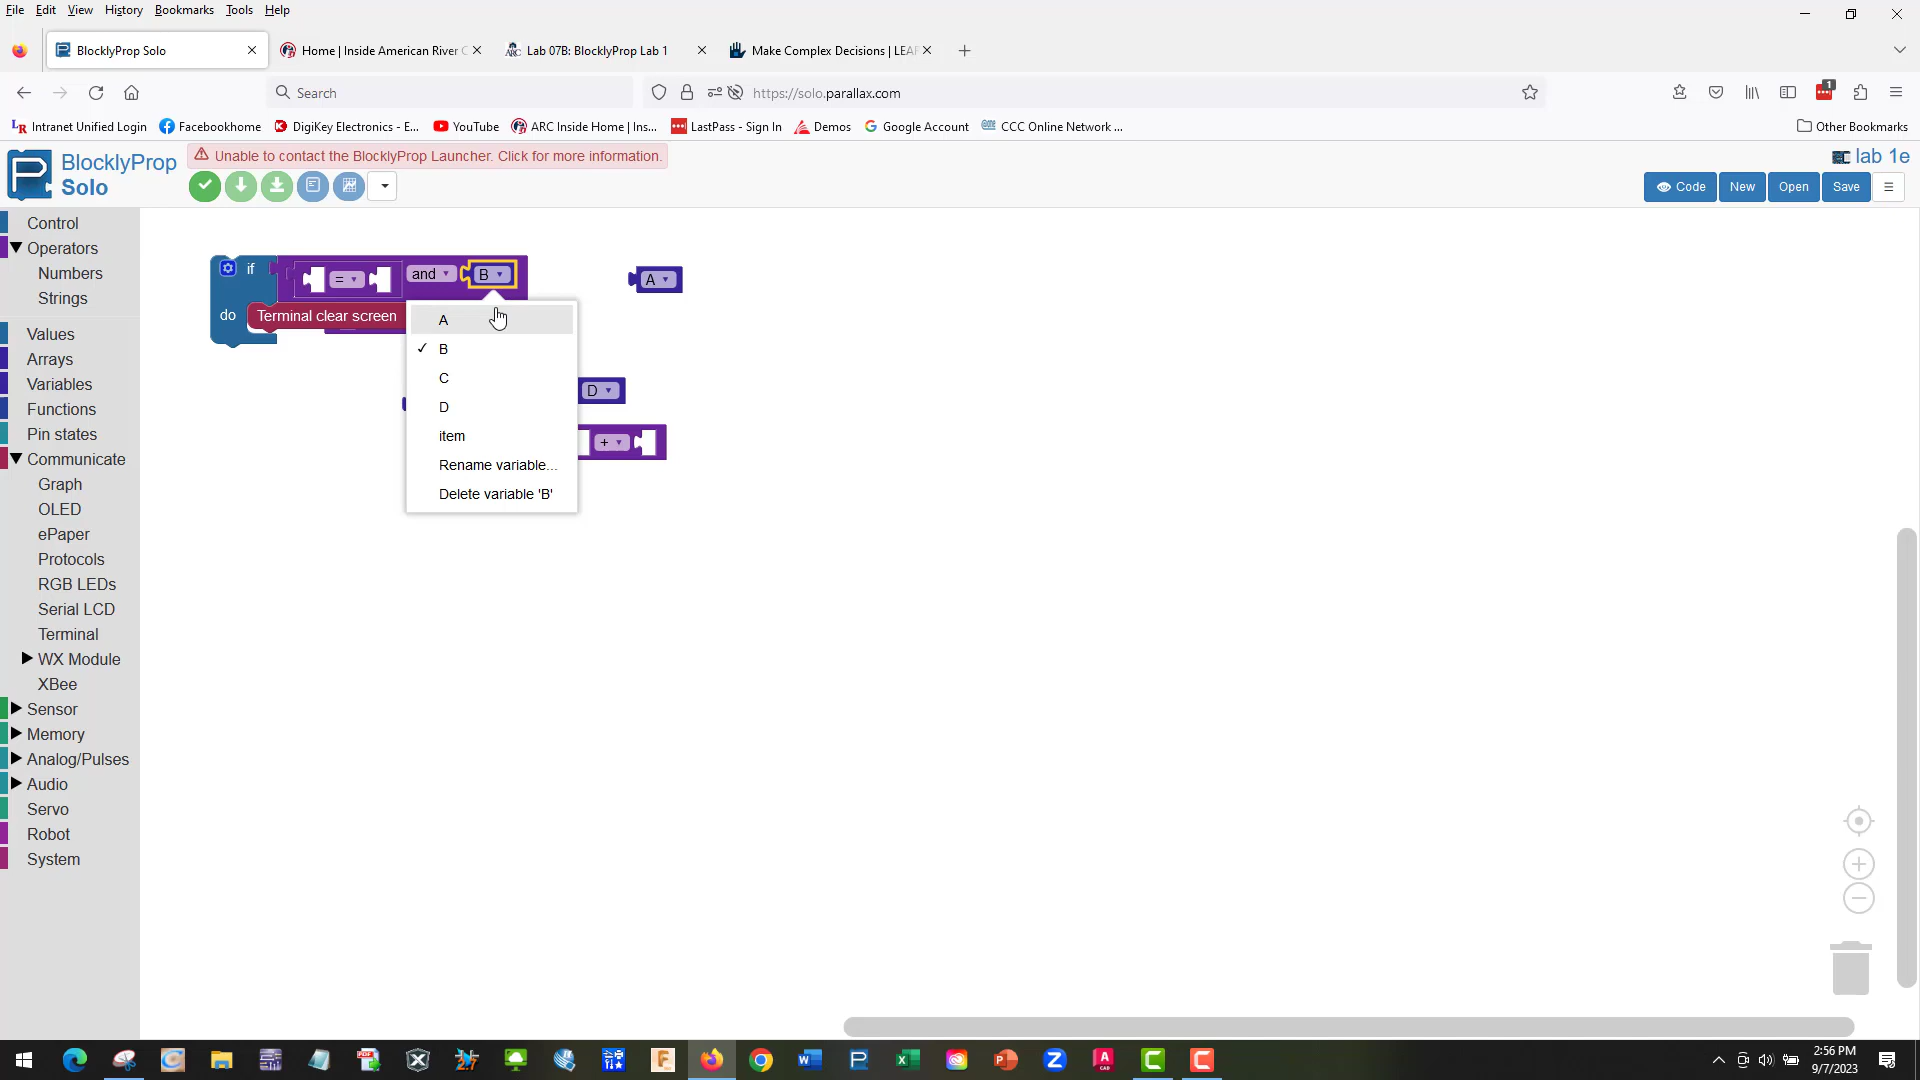 File Edit View History Bookmarks Tools Help
BlocklyProp Solo
Home | Inside American River C
Lab 07B: BlocklyProp Lab 1
Make Complex Decisions | LEAF
Search
https://solo.parallax.com
1
Intranet Unified Login
Facebookhome
DigiKey Electronics - E...
YouTube
ARC Inside Home | Ins...
LastPass - Sign In
Demos
Google Account
CCC Online Network ...
Other Bookmarks
BlocklyProp
Solo
Unable to contact the BlocklyProp Launcher. Click for more information.
lab 1e
Code
New
Open
Save
Control
Operators
Numbers
Strings
Values
Arrays
Variables
Functions
Pin states
Communicate
Graph
OLED
ePaper
Protocols
RGB LEDs
Serial LCD
Terminal
WX Module
XBee
Sensor
Memory
Analog/Pulses
Audio
Servo
Robot
System
if
=
and
B
A
do
Terminal clear screen
A
✓ B
C
D
item
Rename variable...
Delete variable 'B'
D
+
2:56 PM
9/7/2023